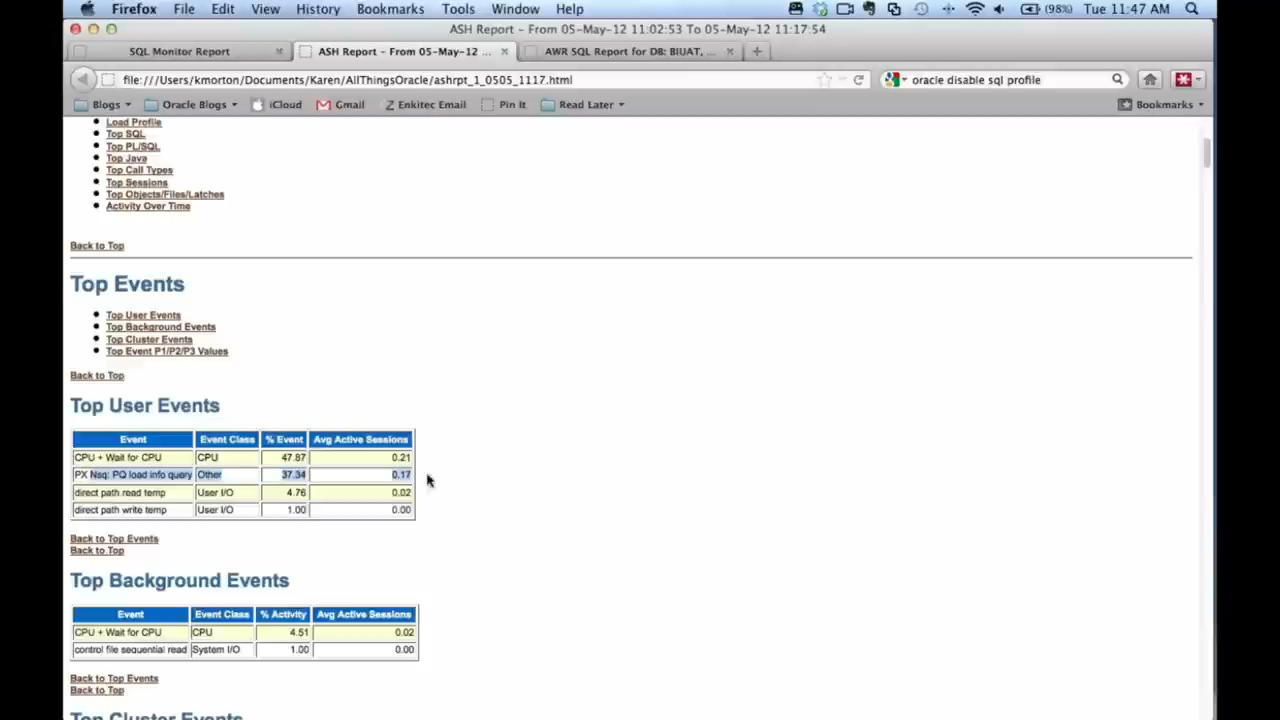 Firefox File Edit View History Bookmarks Tools Window Help (98%) Tue 11:47 AM
ASH Report - From 05-May-12 11:02:53 To 05-May-12 11:17:54
SQL Monitor Report ASH Report - From 05-May-12 ... AWR SQL Report for DB: BIUAT, ...
file:///Users/kmorton/Documents/Karen/AllThingsOracle/ashrpt_1_0505_1117.html oracle disable sql profile
Blogs Oracle Blogs iCloud Gmail Enkitec Email Pin It Read Later Bookmarks
Load Profile
Top SQL
Top PL/SQL
Top Java
Top Call Types
Top Sessions
Top Objects/Files/Latches
Activity Over Time
Back to Top
Top Events
Top User Events
Top Background Events
Top Cluster Events
Top Event P1/P2/P3 Values
Back to Top
Top User Events
Event Event Class % Event Avg Active Sessions
CPU + Wait for CPU CPU 47.87 0.21
PX Nsq: PQ load info query Other 37.34 0.17
direct path read temp User I/O 4.76 0.02
direct path write temp User I/O 1.00 0.00
Back to Top Events
Back to Top
Top Background Events
Event Event Class % Activity Avg Active Sessions
CPU + Wait for CPU CPU 4.51 0.02
control file sequential read System I/O 1.00 0.00
Back to Top Events
Back to Top
Top Cluster Events